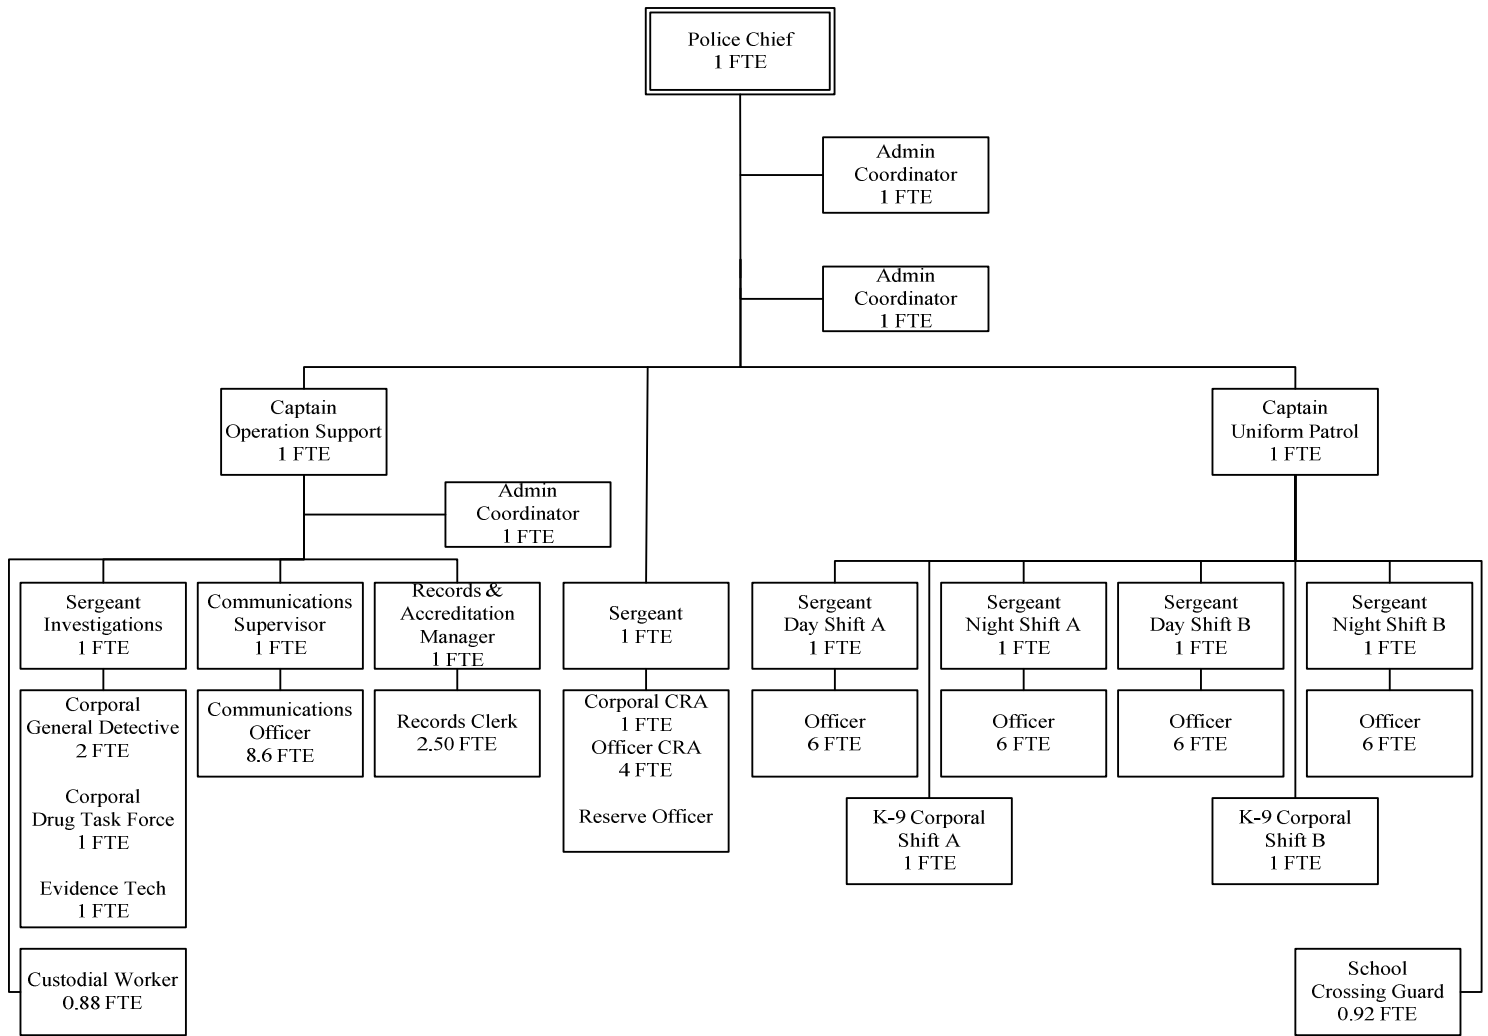 Police Chief
1 FTE
Admin
Coordinator
1 FTE
Admin
Coordinator
1 FTE
Captain
Operation Support
1 FTE
Captain
Uniform Patrol
1 FTE
Admin
Coordinator
1 FTE
Sergeant
Investigations
1 FTE
Communications
Supervisor
1 FTE
Records &
Accreditation
Manager
1 FTE
Sergeant
1 FTE
Sergeant
Day Shift A
1 FTE
Sergeant
Night Shift A
1 FTE
Sergeant
Day Shift B
1 FTE
Sergeant
Night Shift B
1 FTE
Corporal
General Detective
2 FTE
Corporal
Drug Task Force
1 FTE
Evidence Tech
1 FTE
Communications
Officer
8.6 FTE
Records Clerk
2.50 FTE
Corporal CRA
1 FTE
Officer CRA
4 FTE
Reserve Officer
Officer
6 FTE
Officer
6 FTE
Officer
6 FTE
Officer
6 FTE
K-9 Corporal
Shift A
1 FTE
K-9 Corporal
Shift B
1 FTE
Custodial Worker
0.88 FTE
School
Crossing Guard
0.92 FTE